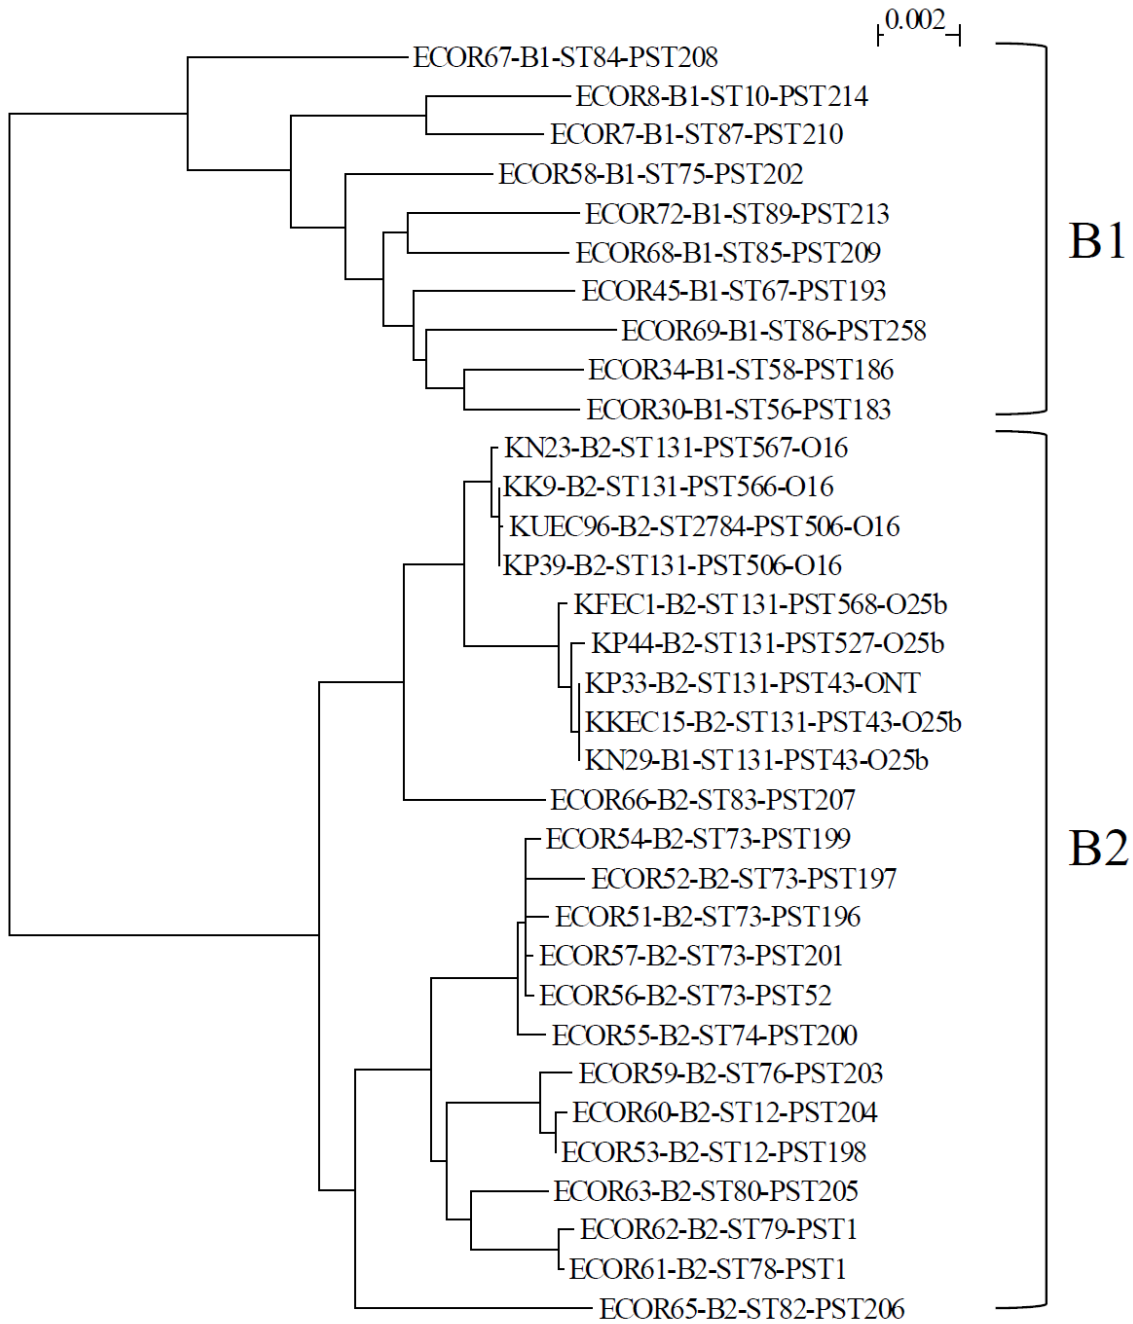 0.002
ECOR67-B1-ST84-PST208
ECOR8-B1-ST10-PST214
ECOR7-B1-ST87-PST210
ECOR58-B1-ST75-PST202
ECOR72-B1-ST89-PST213
ECOR68-B1-ST85-PST209
B1
ECOR45-B1-ST67-PST193
ECOR69-B1-ST86-PST258
ECOR34-B1-ST58-PST186
ECOR30-B1-ST56-PST183
KN23-B2-ST131-PST567-O16
KK9-B2-ST131-PST566-O16
KUEC96-B2-ST2784-PST506-O16
KP39-B2-ST131-PST506-O16
KFEC1-B2-ST131-PST568-O25b
KP44-B2-ST131-PST527-O25b
KP33-B2-ST131-PST43-ONT
KKEC15-B2-ST131-PST43-O25b
KN29-B1-ST131-PST43-O25b
ECOR66-B2-ST83-PST207
ECOR54-B2-ST73-PST199
B2
ECOR52-B2-ST73-PST197
ECOR51-B2-ST73-PST196
ECOR57-B2-ST73-PST201
ECOR56-B2-ST73-PST52
ECOR55-B2-ST74-PST200
ECOR59-B2-ST76-PST203
ECOR60-B2-ST12-PST204
ECOR53-B2-ST12-PST198
ECOR63-B2-ST80-PST205
ECOR62-B2-ST79-PST1
ECOR61-B2-ST78-PST1
ECOR65-B2-ST82-PST206